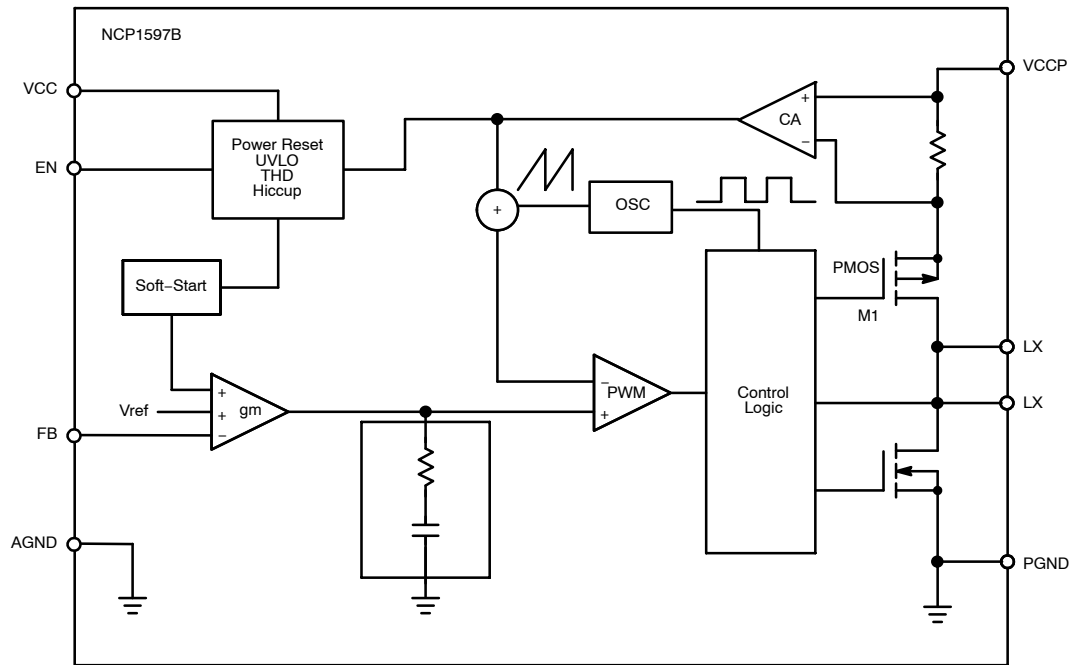 NCP1597B
VCC
VCCP
+
CA
−
Power Reset
UVLO
THD
Hiccup
EN
+
OSC
PMOS
M1
Soft−Start
LX
−
PWM
+
Control
Logic
+
Vref
+
gm
−
LX
FB
AGND
PGND